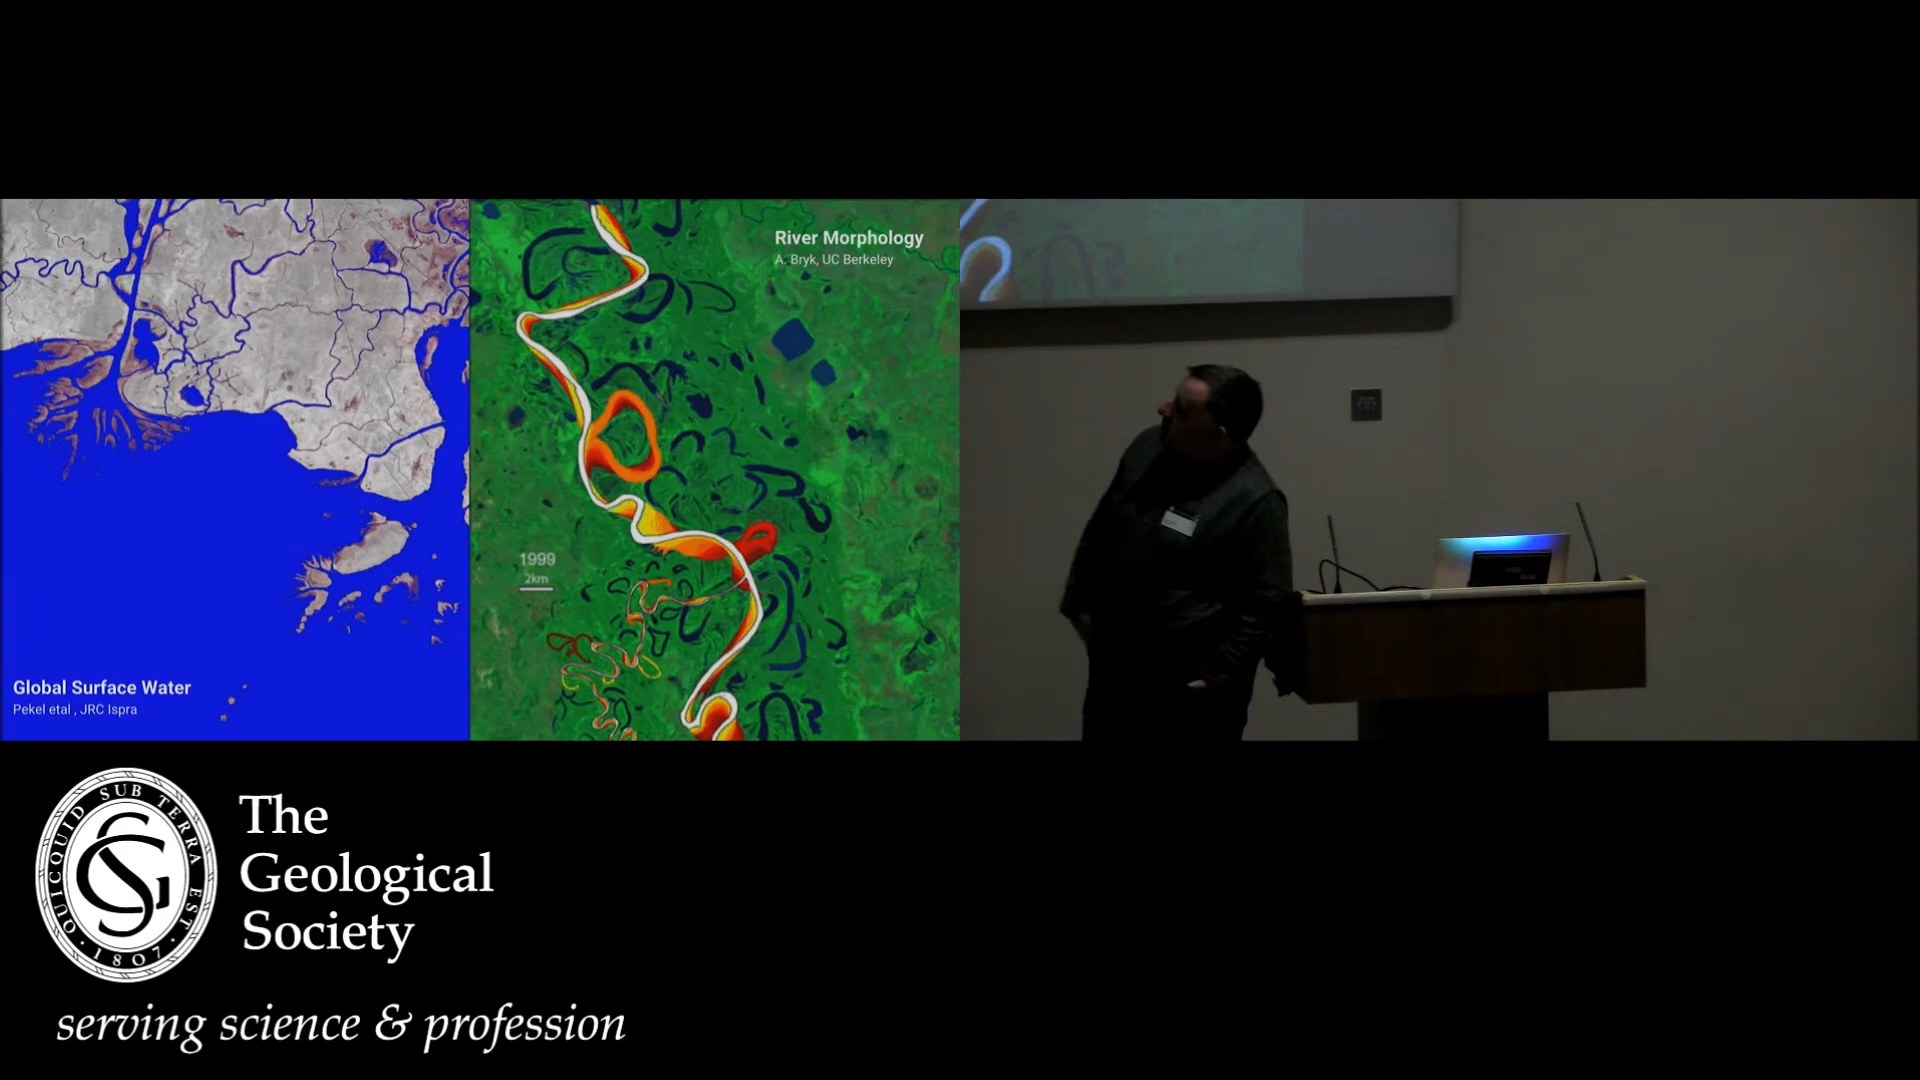 River Morphology
A. Bryk, UC Berkeley
1999
2km
Global Surface Water
Pekel etal , JRC Ispra
QUICQUID SUB TERRA EST
· 1807 ·
The
Geological
Society
serving science & profession